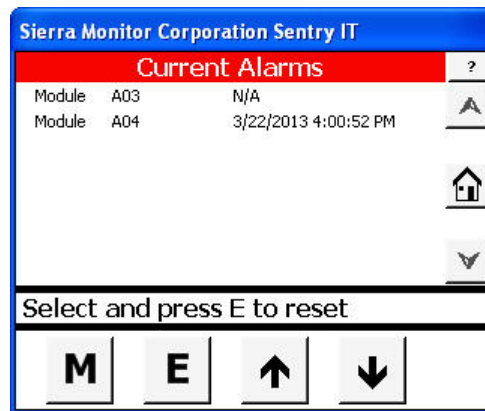 Sierra Monitor Corporation Sentry IT
Current Alarms
?
Module A03 N/A
Module A04 3/22/2013 4:00:52 PM
Select and press E to reset
M E